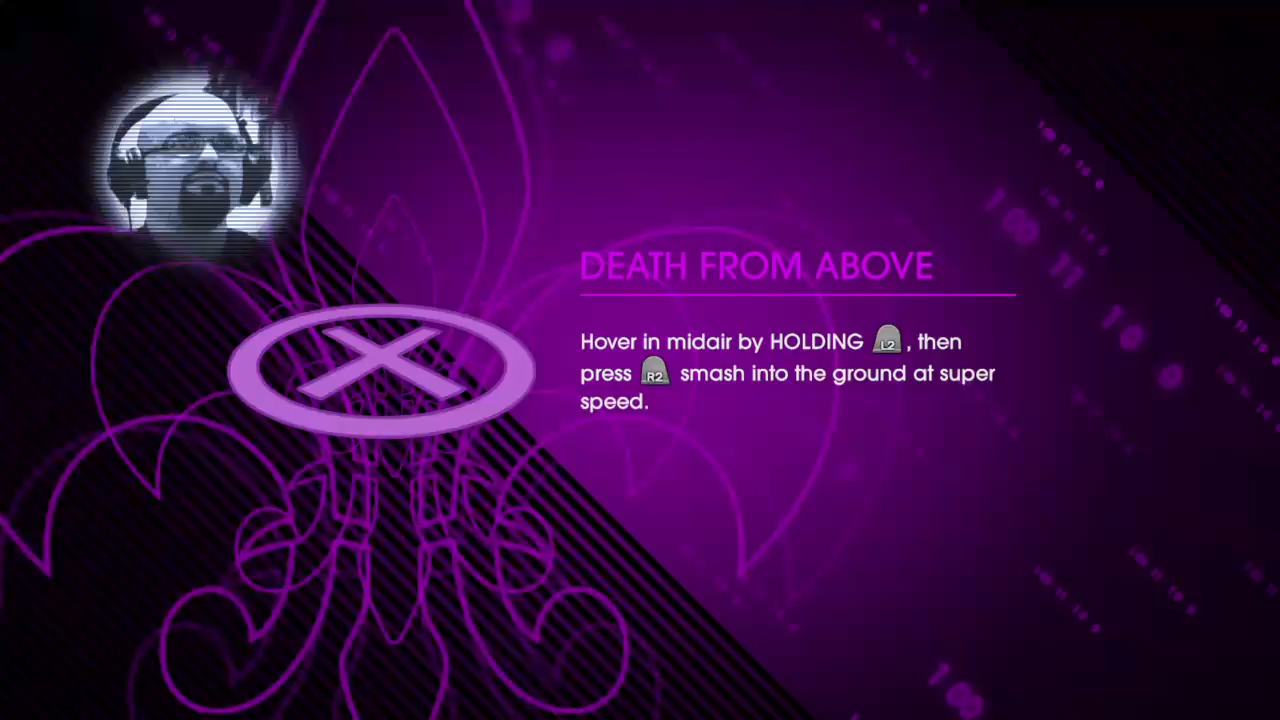 DEATH FROM ABOVE
Hover in midair by HOLDING L2, then
press R2 smash into the ground at super
speed.